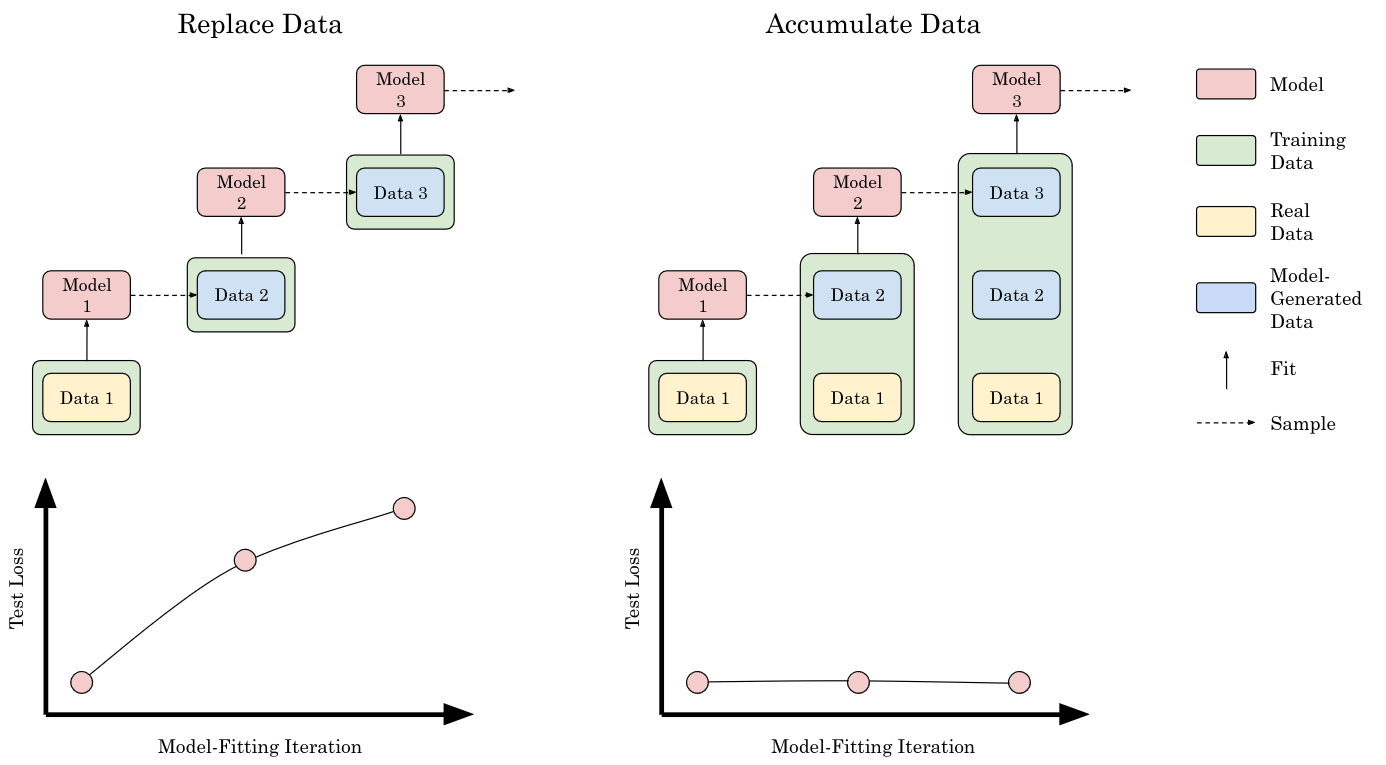 Replace Data
Model
3
Model
2
Data 3
Model
1
Data 2
Data 1
Test Loss
Model-Fitting Iteration
Accumulate Data
Model
3
Model
2
Data 3
Model
1
Data 2
Data 2
Data 1
Data 1
Data 1
Test Loss
Model-Fitting Iteration
Model
Training
Data
Real
Data
Model-
Generated
Data
Fit
Sample